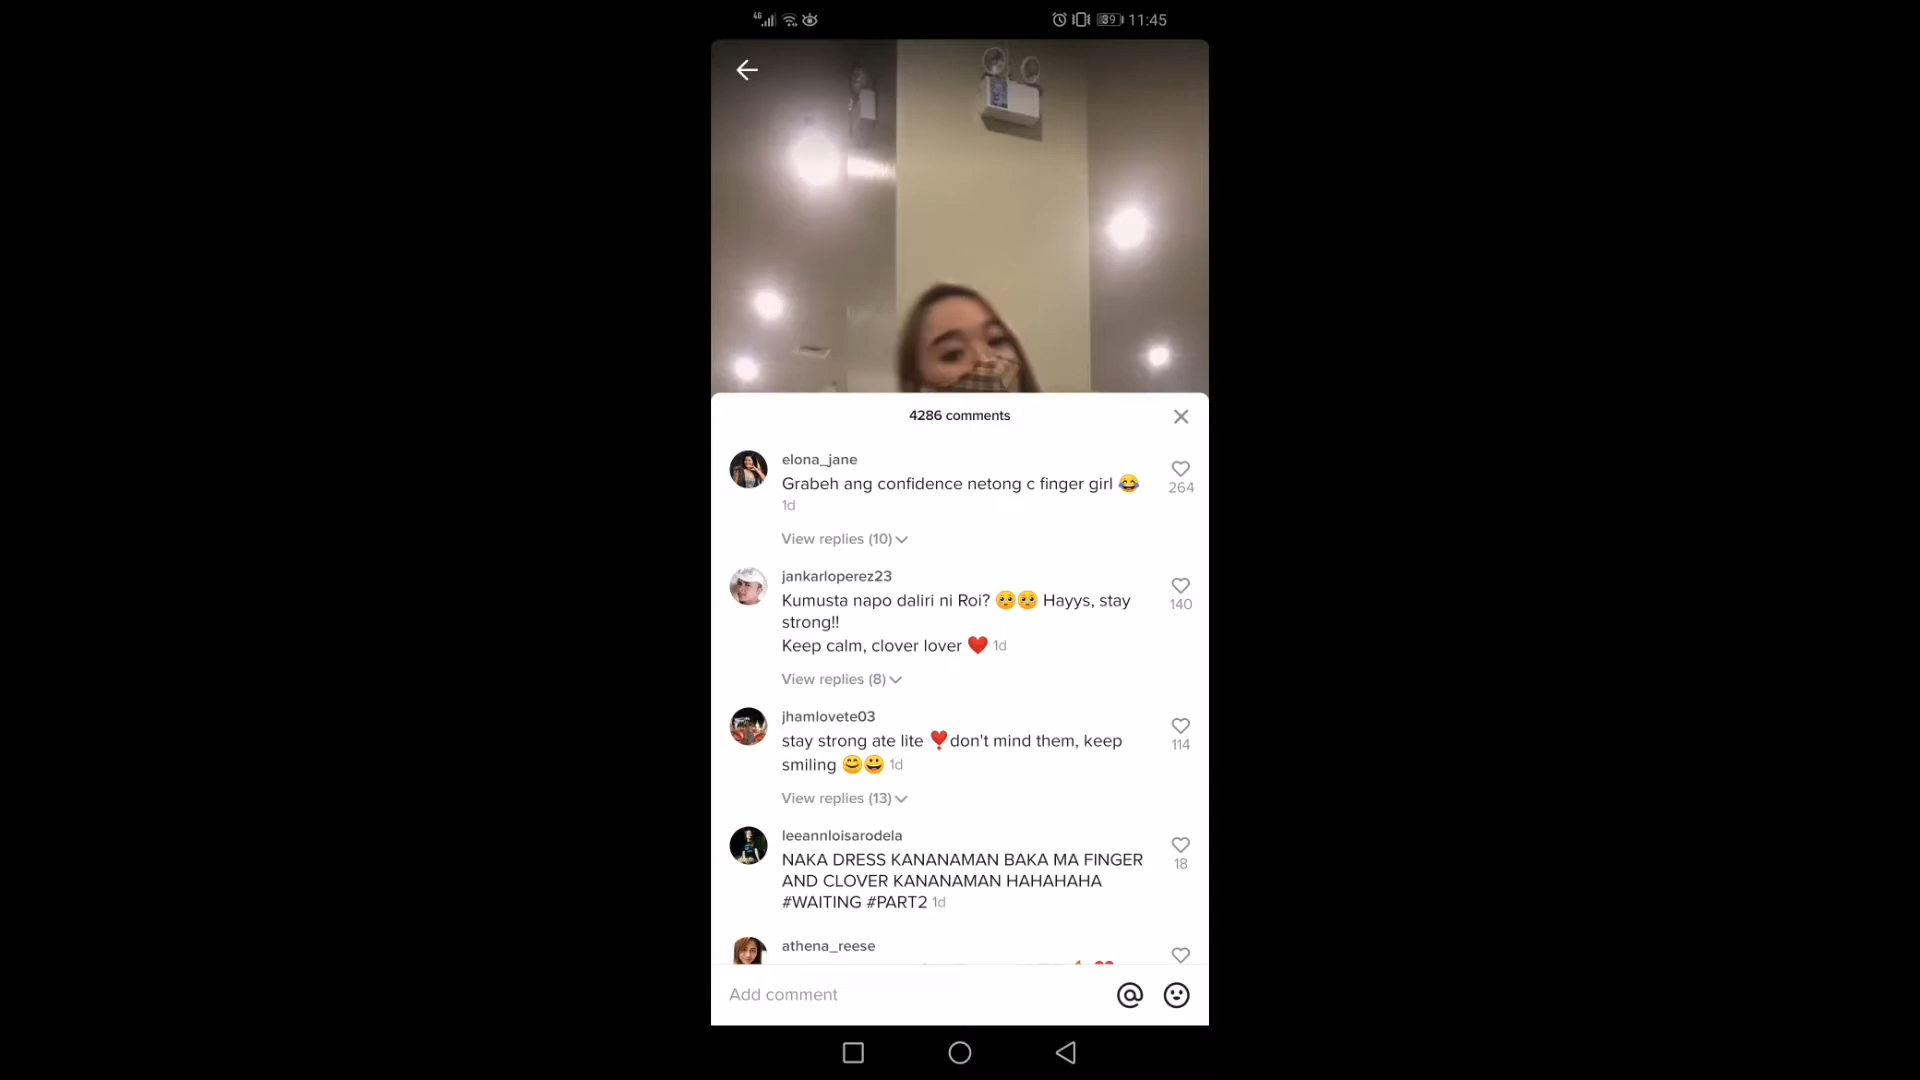 4G 89 11:45
4286 comments
elona_jane
Grabeh ang confidence netong c finger girl 😂
264
1d
View replies (10)
jankarloperez23
Kumusta napo daliri ni Roi? 🥺🥺 Hayys, stay
140
strong!!
Keep calm, clover lover ❤️ 1d
View replies (8)
jhamlovete03
stay strong ate lite ❣️don't mind them, keep
114
smiling 😊😀 1d
View replies (13)
leeannloisarodela
NAKA DRESS KANANAMAN BAKA MA FINGER
18
AND CLOVER KANANAMAN HAHAHAHA
#WAITING #PART2 1d
athena_reese
Add comment